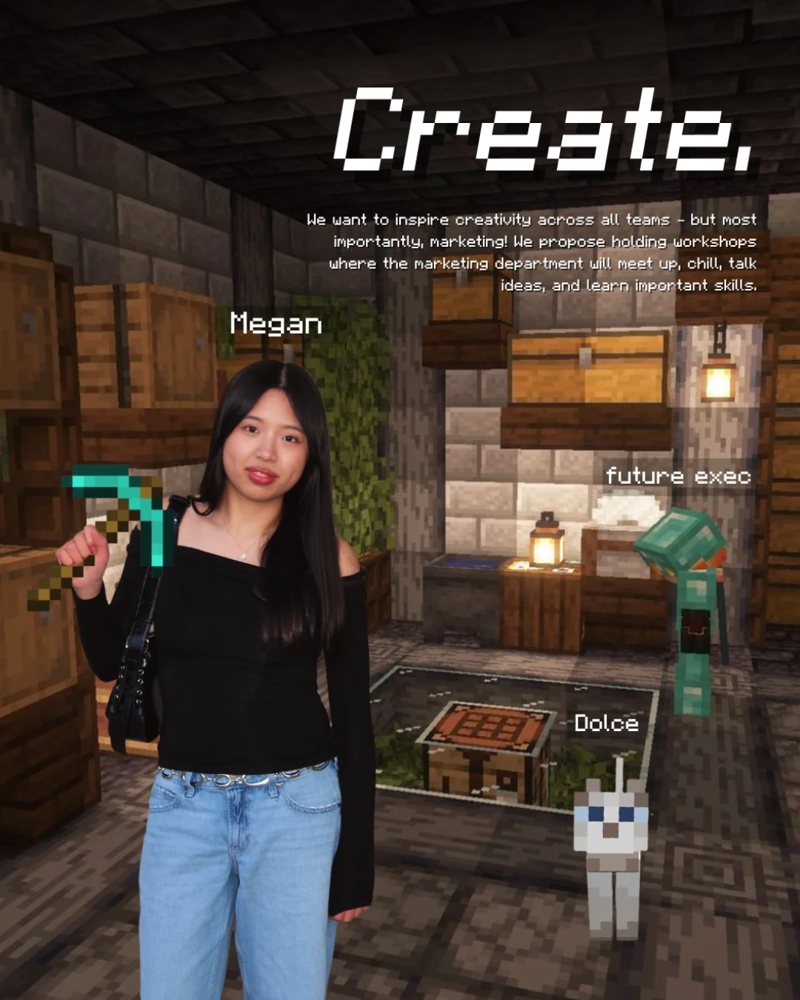 Create.
We want to inspire creativity across all teams - but most
importantly, marketing! We propose holding workshops
where the marketing department will meet up, chill, talk
ideas, and learn important skills.
Megan
future exec
Dolce